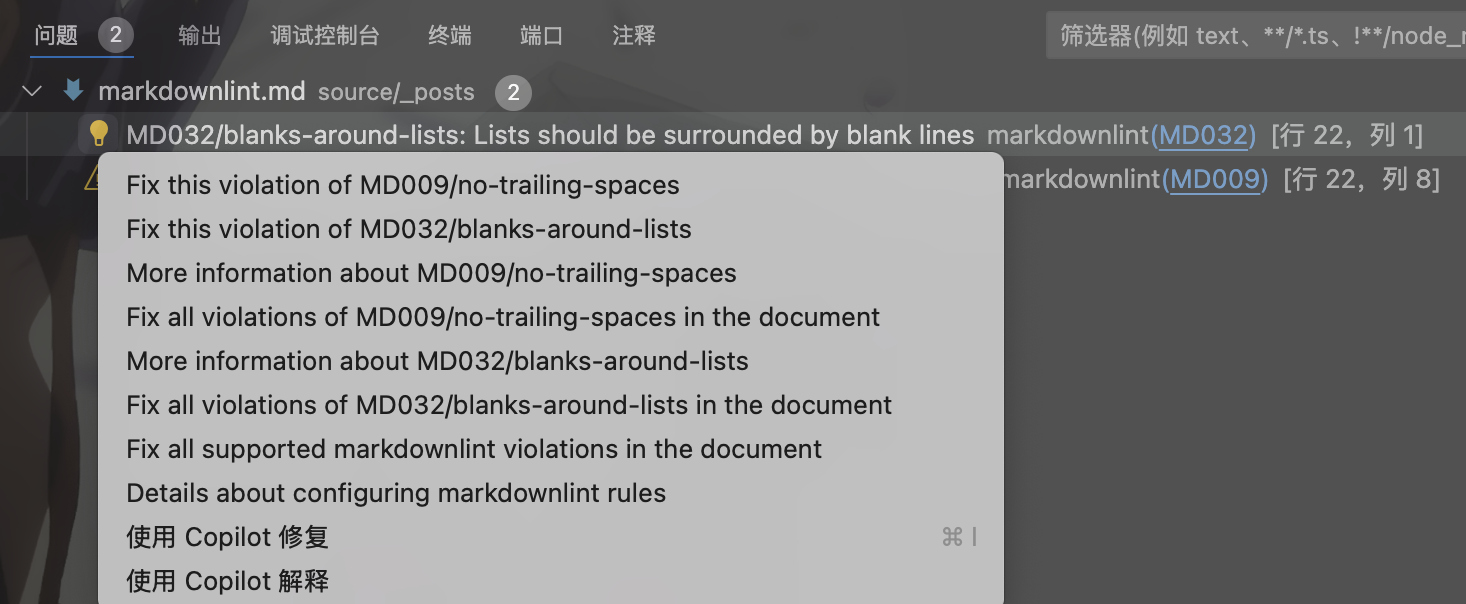 问题 2 输出 调试控制台 终端 端口 注释 筛选器(例如 text、**/*.ts、!**/node_
markdownlint.md source/_posts 2
MD032/blanks-around-lists: Lists should be surrounded by blank lines markdownlint(MD032) [行 22，列 1]
markdownlint(MD009) [行 22，列 8]
Fix this violation of MD009/no-trailing-spaces
Fix this violation of MD032/blanks-around-lists
More information about MD009/no-trailing-spaces
Fix all violations of MD009/no-trailing-spaces in the document
More information about MD032/blanks-around-lists
Fix all violations of MD032/blanks-around-lists in the document
Fix all supported markdownlint violations in the document
Details about configuring markdownlint rules
使用 Copilot 修复 ⌘ I
使用 Copilot 解释